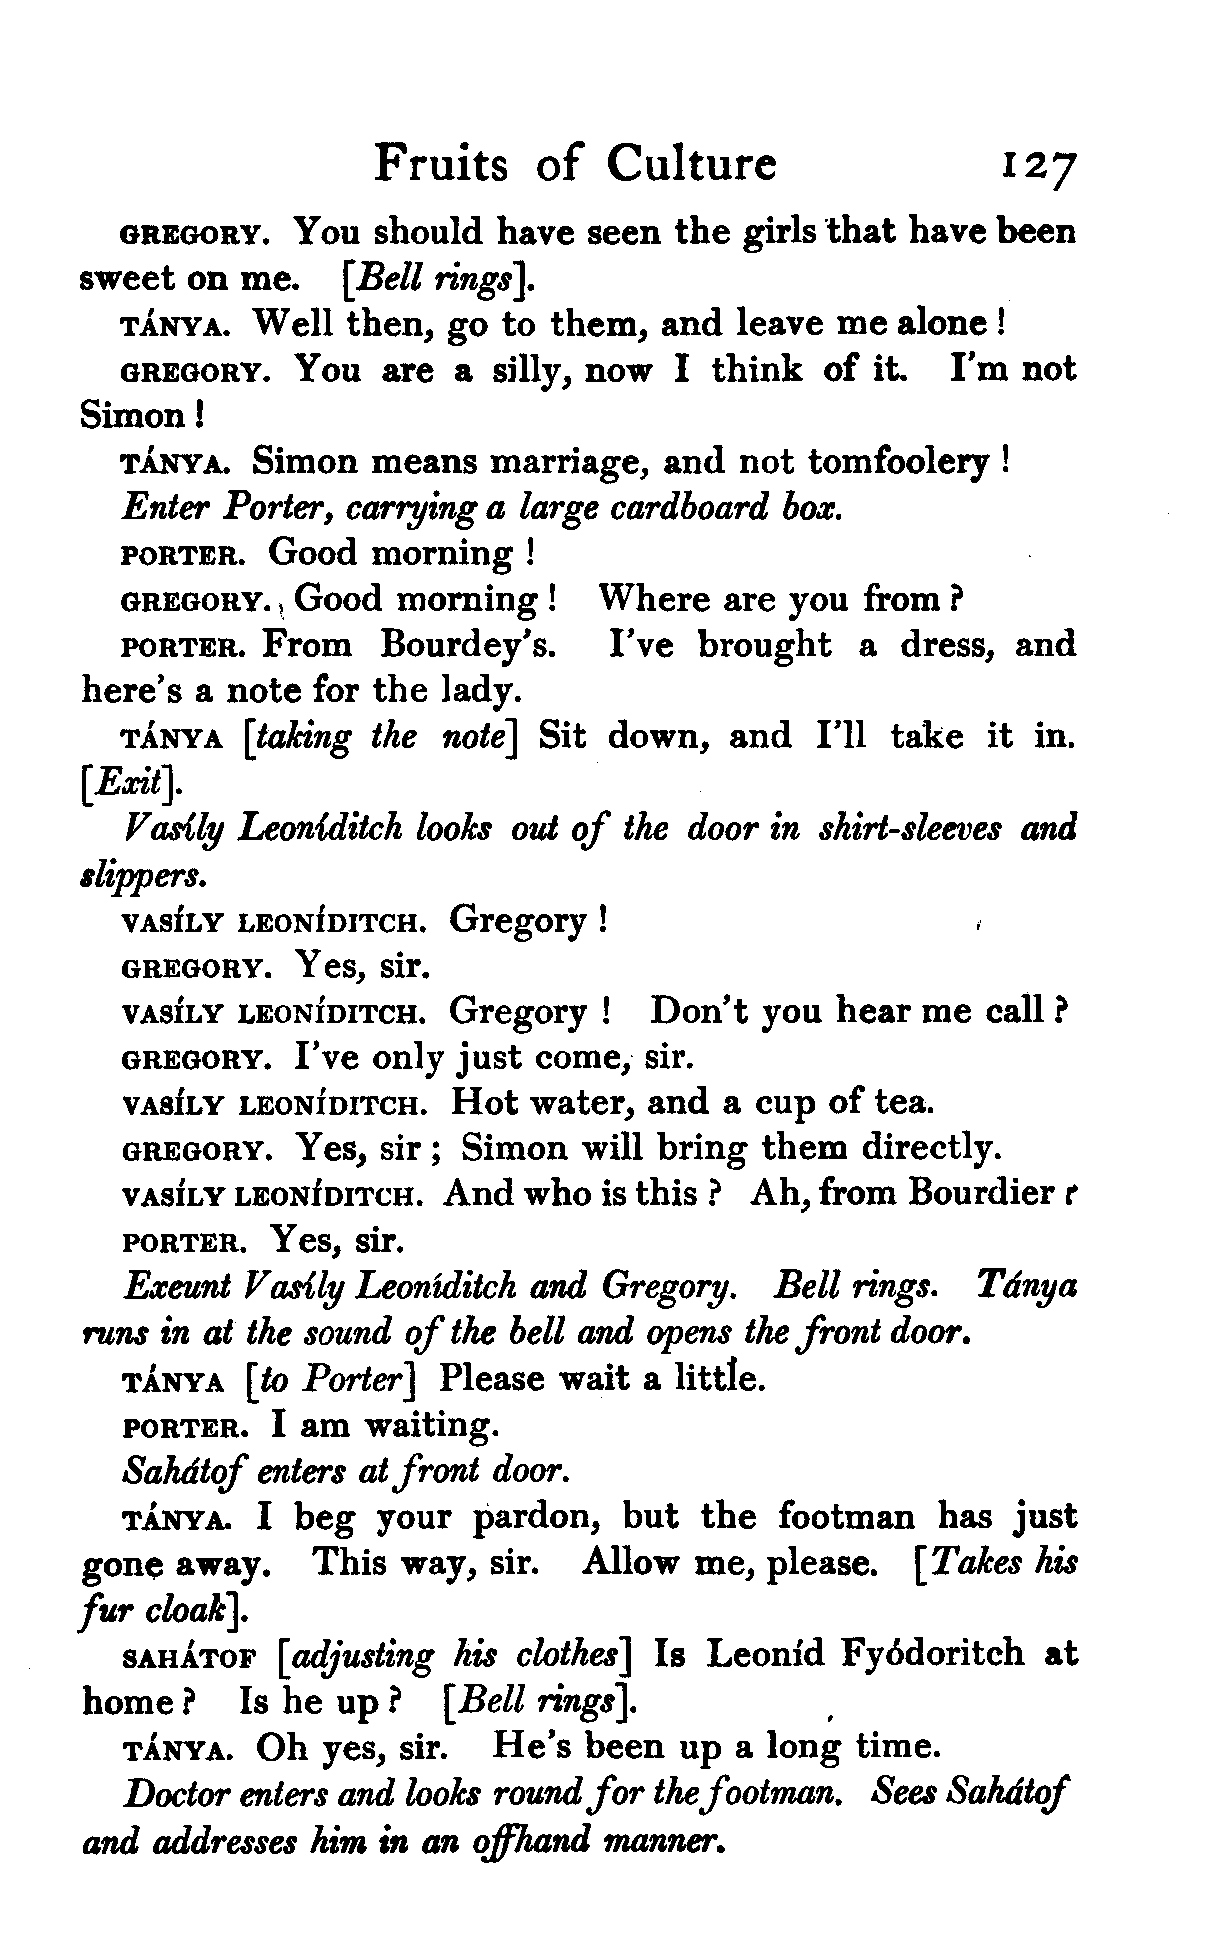 Fruits of Culture 127
GREGORY. You should have seen the girls that have been
sweet on me. [Bell rings].
TÁNYA. Well then, go to them, and leave me alone!
GREGORY. You are a silly, now I think of it. I'm not
Simon!
TÁNYA. Simon means marriage, and not tomfoolery!
Enter Porter, carrying a large cardboard box.
PORTER. Good morning!
GREGORY. Good morning! Where are you from?
PORTER. From Bourdey's. I've brought a dress, and
here's a note for the lady.
TÁNYA [taking the note] Sit down, and I'll take it in.
[Exit].
Vasíly Leoníditch looks out of the door in shirt-sleeves and
slippers.
VASÍLY LEONÍDITCH. Gregory!
GREGORY. Yes, sir.
VASÍLY LEONÍDITCH. Gregory! Don't you hear me call?
GREGORY. I've only just come, sir.
VASÍLY LEONÍDITCH. Hot water, and a cup of tea.
GREGORY. Yes, sir; Simon will bring them directly.
VASÍLY LEONÍDITCH. And who is this? Ah, from Bourdier?
PORTER. Yes, sir.
Exeunt Vasíly Leoníditch and Gregory. Bell rings. Tánya
runs in at the sound of the bell and opens the front door.
TÁNYA [to Porter] Please wait a little.
PORTER. I am waiting.
Sahátof enters at front door.
TÁNYA. I beg your pardon, but the footman has just
gone away. This way, sir. Allow me, please. [Takes his
fur cloak].
SAHÁTOF [adjusting his clothes] Is Leoníd Fyódoritch at
home? Is he up? [Bell rings].
TÁNYA. Oh yes, sir. He's been up a long time.
Doctor enters and looks round for the footman. Sees Sahátof
and addresses him in an offhand manner.